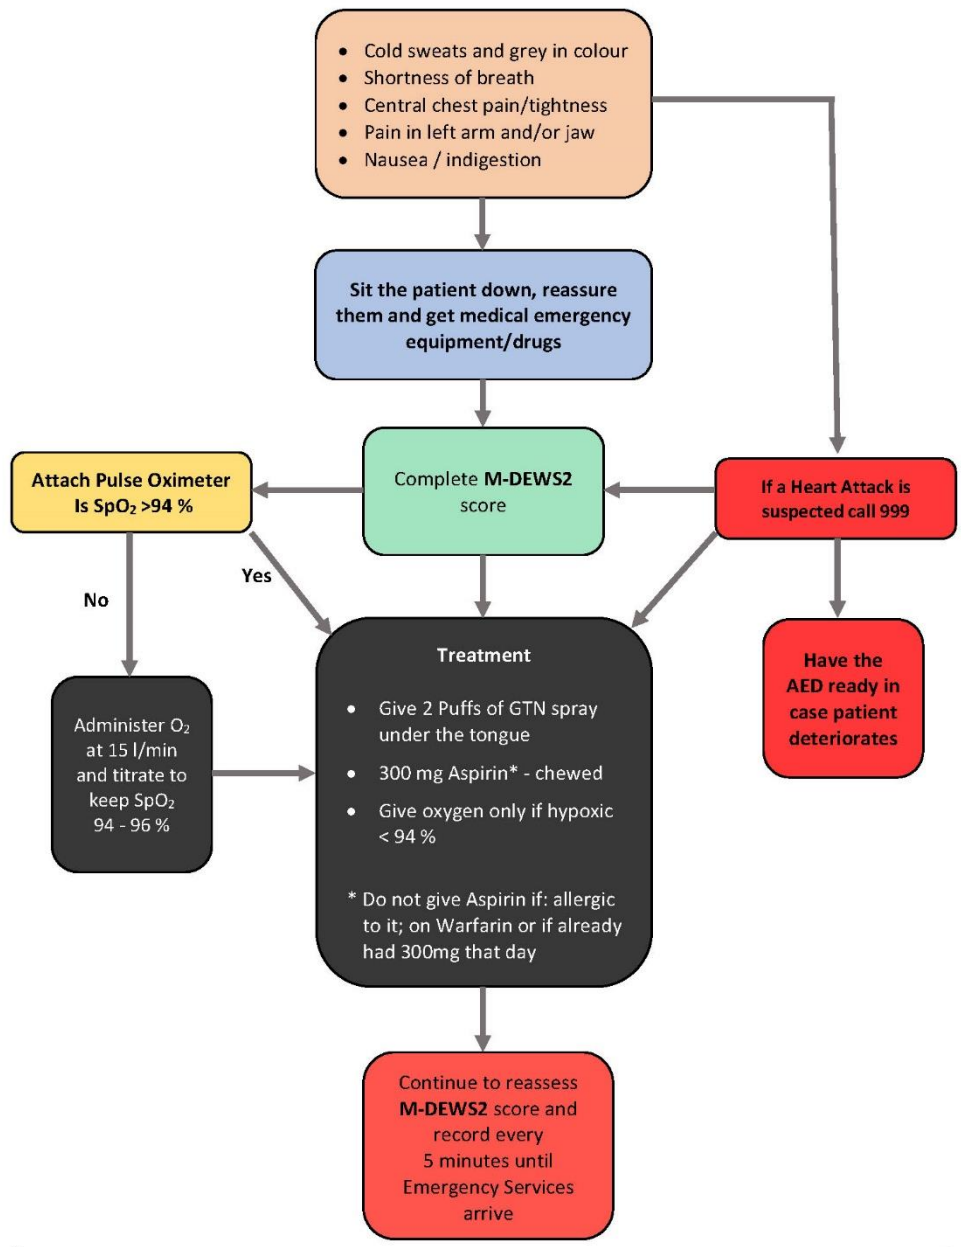 • Cold sweats and grey in colour
• Shortness of breath
• Central chest pain/tightness
• Pain in left arm and/or jaw
• Nausea / indigestion
Sit the patient down, reassure
them and get medical emergency
equipment/drugs
Attach Pulse Oximeter
Is SpO₂ >94 %
Complete M-DEWS2
score
If a Heart Attack is
suspected call 999
No
Yes
Administer O₂
at 15 l/min
and titrate to
keep SpO₂
94 - 96 %
Treatment
• Give 2 Puffs of GTN spray
under the tongue
• 300 mg Aspirin* - chewed
• Give oxygen only if hypoxic
< 94 %
* Do not give Aspirin if: allergic
to it; on Warfarin or if already
had 300mg that day
Have the
AED ready in
case patient
deteriorates
Continue to reassess
M-DEWS2 score and
record every
5 minutes until
Emergency Services
arrive